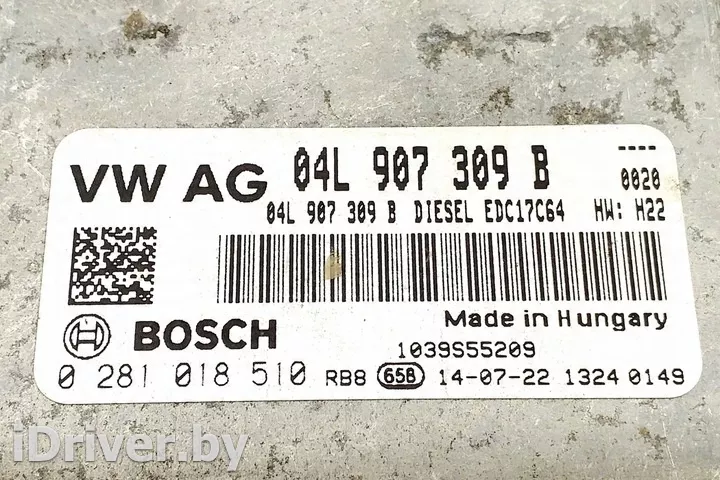 VW AG 04L 907 309 B ----
0020
04L 907 309 B DIESEL EDC17C64 HW: H22
BOSCH
Made in Hungary
1039S55209
0 281 018 510 RB8 658 14-07-22 1324 0149
iDriver.by